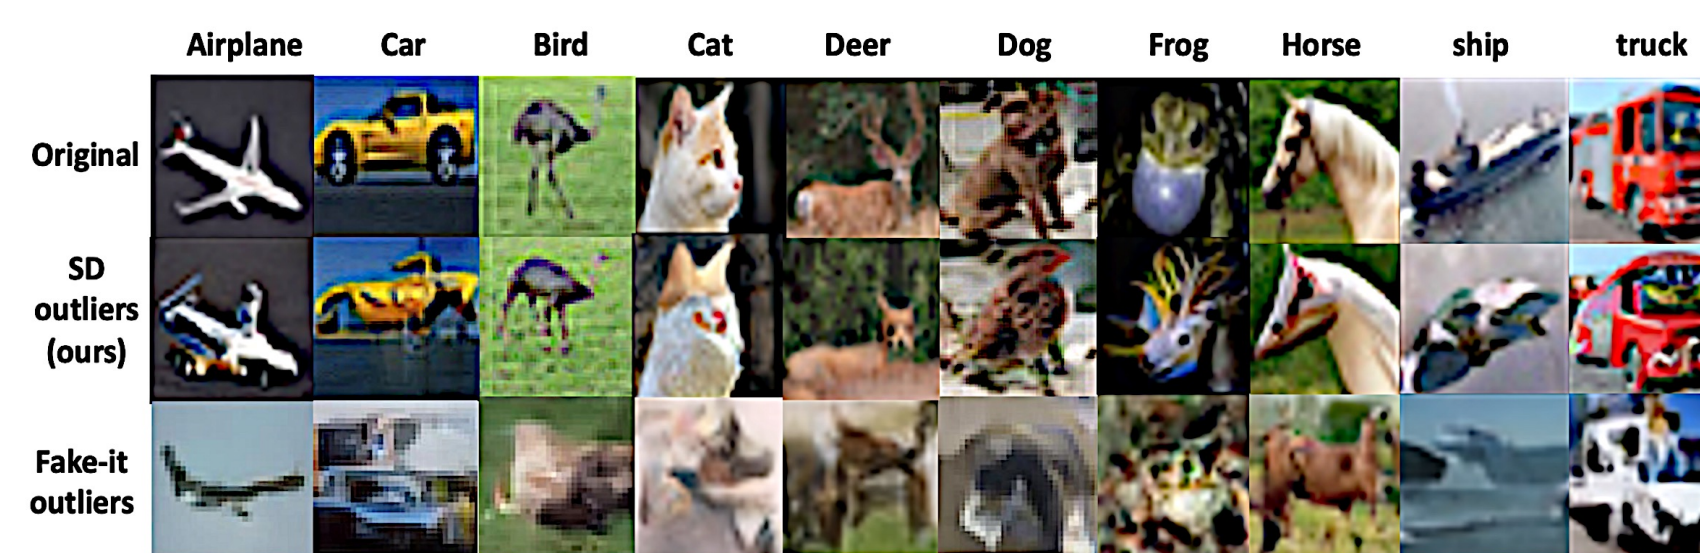 Airplane Car Bird Cat Deer Dog Frog Horse ship truck
Original
SD
outliers
(ours)
Fake-it
outliers